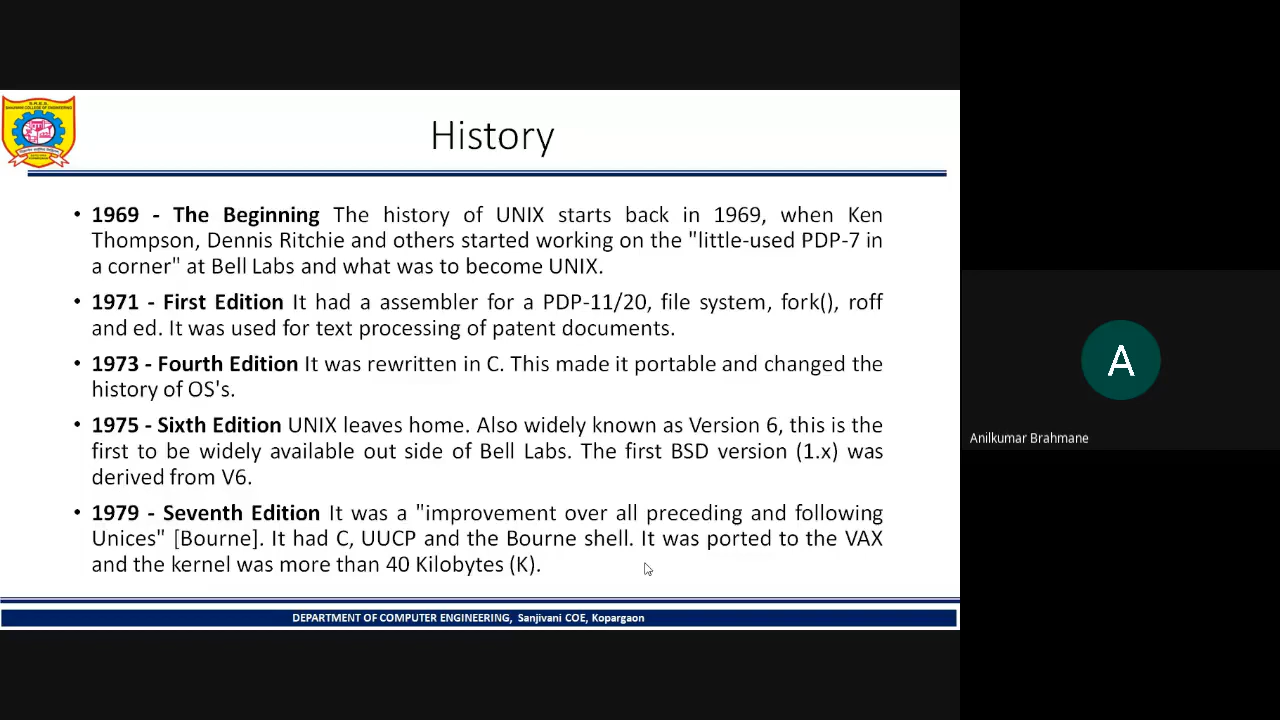 History
• 1969 - The Beginning The history of UNIX starts back in 1969, when Ken
Thompson, Dennis Ritchie and others started working on the "little-used PDP-7 in
a corner" at Bell Labs and what was to become UNIX.
• 1971 - First Edition It had a assembler for a PDP-11/20, file system, fork(), roff
and ed. It was used for text processing of patent documents.
• 1973 - Fourth Edition It was rewritten in C. This made it portable and changed the
history of OS's.
• 1975 - Sixth Edition UNIX leaves home. Also widely known as Version 6, this is the
first to be widely available out side of Bell Labs. The first BSD version (1.x) was
derived from V6.
• 1979 - Seventh Edition It was a "improvement over all preceding and following
Unices" [Bourne]. It had C, UUCP and the Bourne shell. It was ported to the VAX
and the kernel was more than 40 Kilobytes (K).
DEPARTMENT OF COMPUTER ENGINEERING, Sanjivani COE, Kopargaon
A
Anilkumar Brahmane